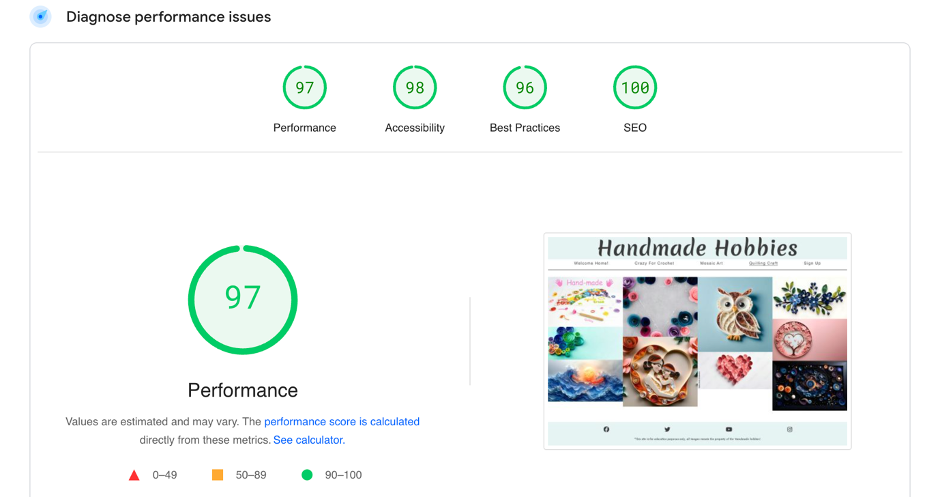 Diagnose performance issues
97
98
96
100
Performance
Accessibility
Best Practices
SEO
97
Performance
Values are estimated and may vary. The performance score is calculated
directly from these metrics. See calculator.
0–49
50–89
90–100
Handmade Hobbies
Welcome Home!
Crazy For Crochet
Mosaic Art
Quilling Craft
Sign Up
Hand-made